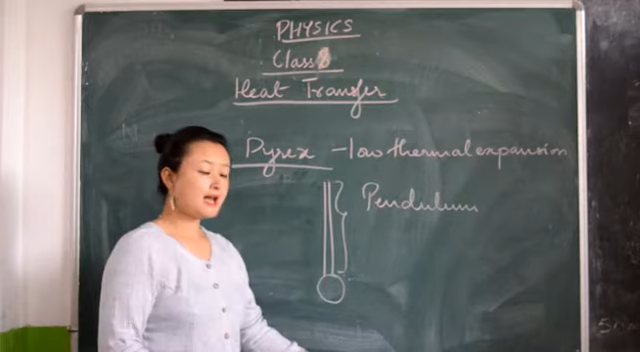 PHYSICS
Class 8
Heat Transfer
Pyrex - low thermal expansion
Pendulum